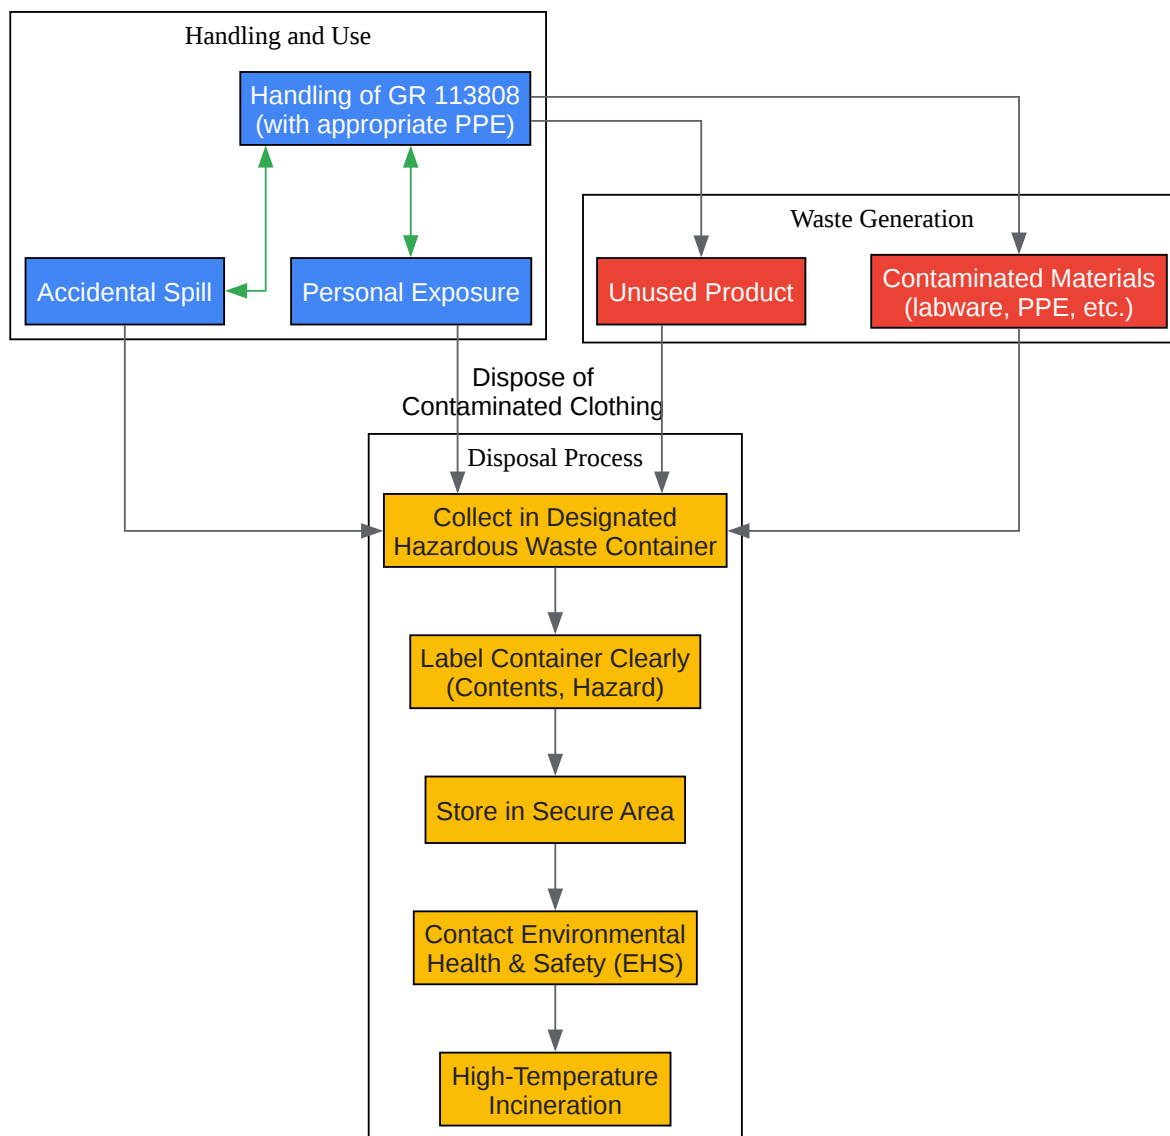 Handling and Use
Handling of GR 113808
(with appropriate PPE)
Waste Generation
Accidental Spill
Personal Exposure
Unused Product
Contaminated Materials
(labware, PPE, etc.)
Dispose of
Contaminated Clothing
Disposal Process
Collect in Designated
Hazardous Waste Container
Label Container Clearly
(Contents, Hazard)
Store in Secure Area
Contact Environmental
Health & Safety (EHS)
High-Temperature
Incineration